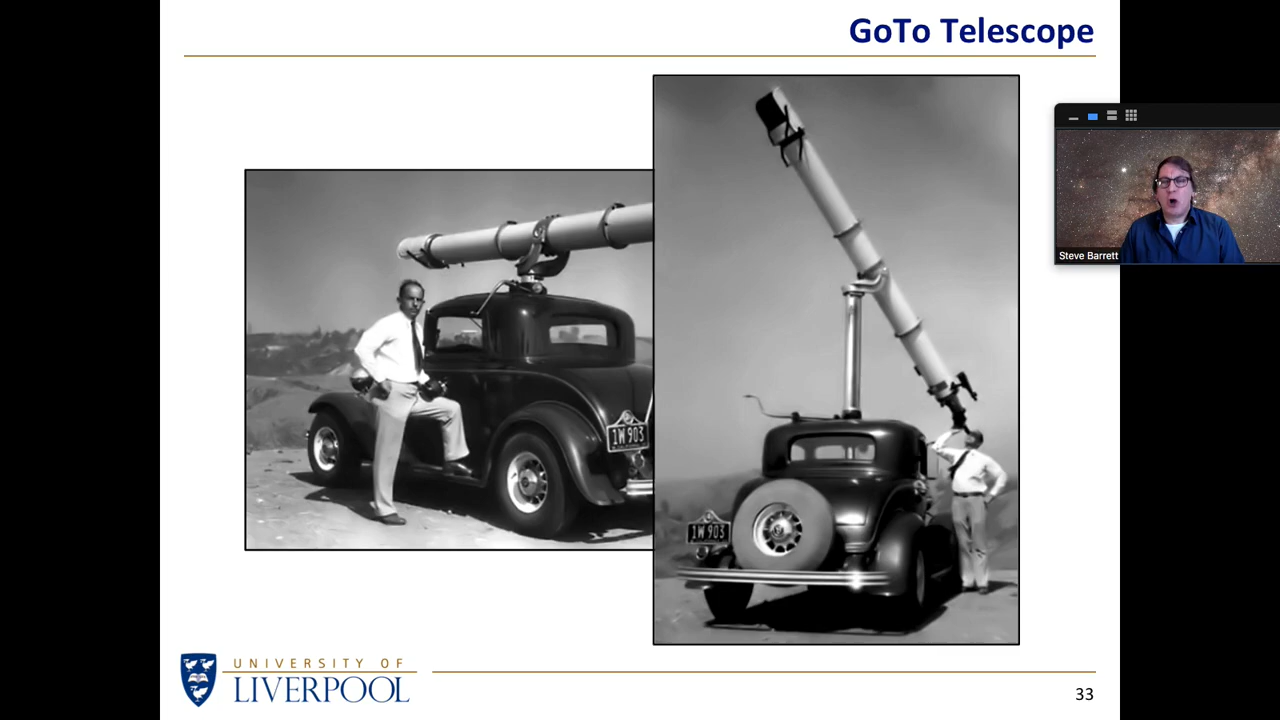 GoTo Telescope
Steve Barrett
1W 903
1W 903
UNIVERSITY OF
LIVERPOOL
33